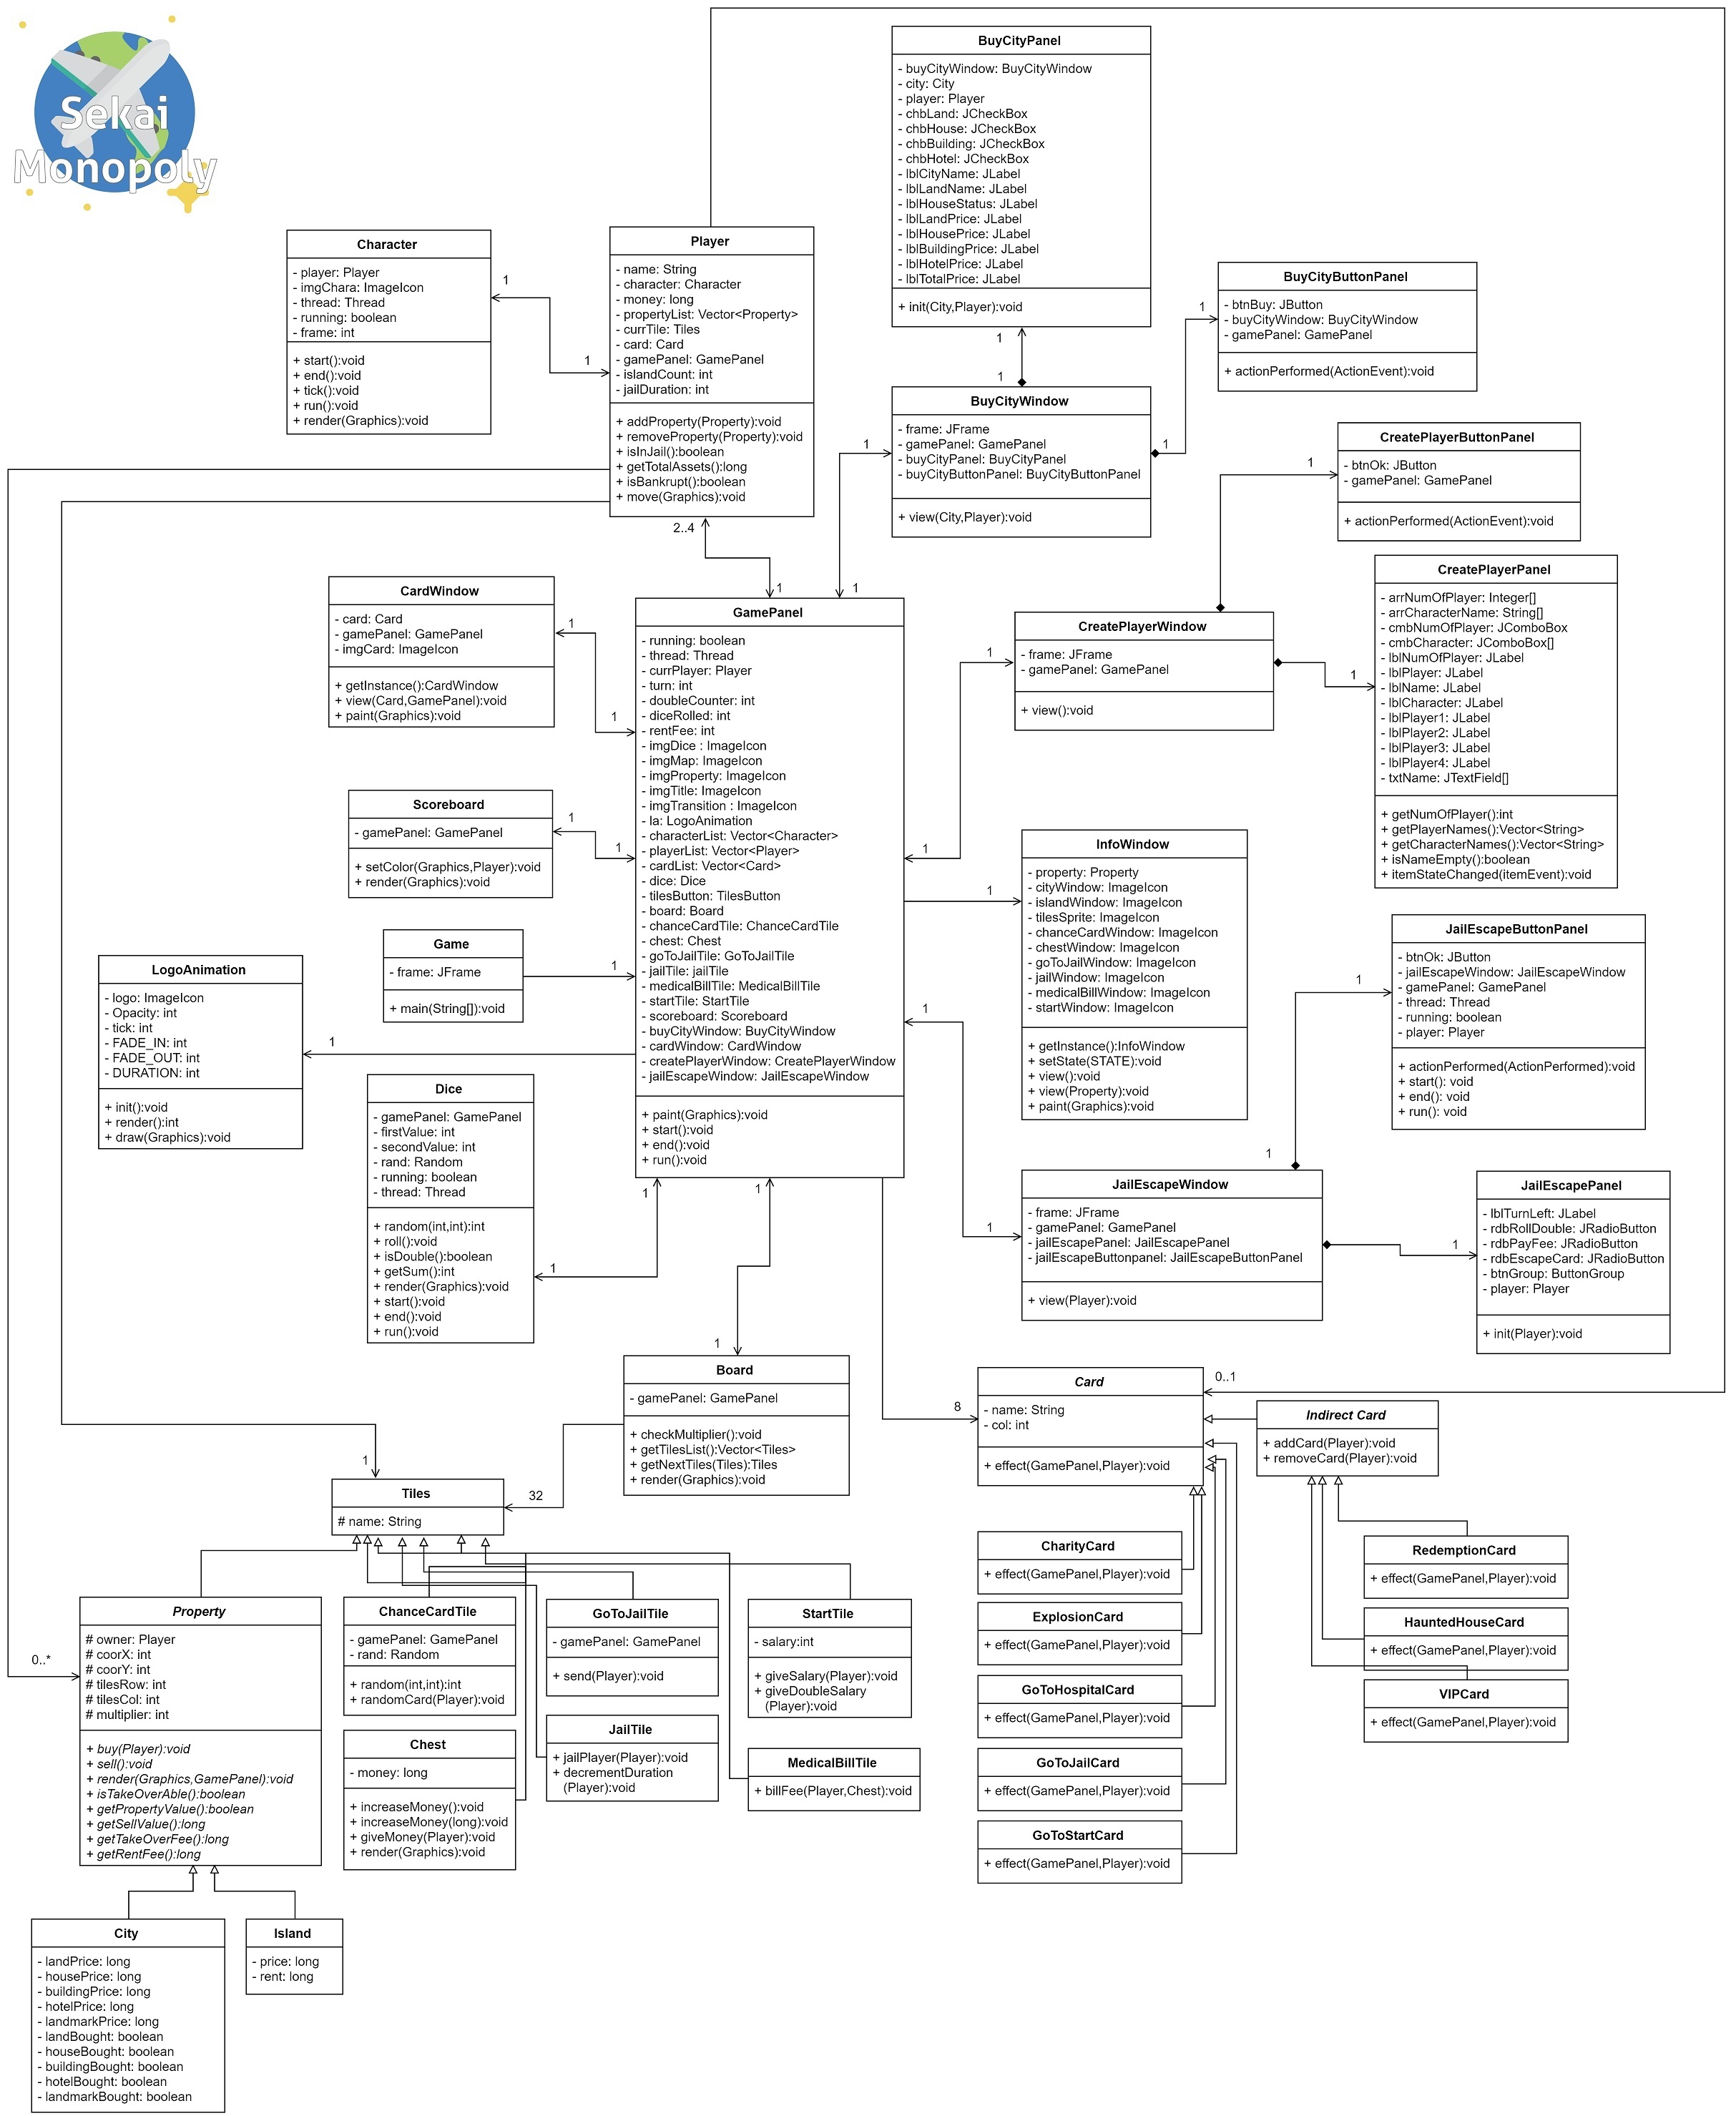 Sekai
Monopoly
BuyCityPanel
- buyCityWindow: BuyCityWindow
- city: City
- player: Player
- chbLand: JCheckBox
- chbHouse: JCheckBox
- chbBuilding: JCheckBox
- chbHotel: JCheckBox
- lblCityName: JLabel
- lblLandName: JLabel
- lblHouseStatus: JLabel
- lblLandPrice: JLabel
- lblHousePrice: JLabel
- lblBuildingPrice: JLabel
- lblHotelPrice: JLabel
- lblTotalPrice: JLabel
+ init(City,Player):void
Character
- player: Player
- imgChara: ImageIcon
- thread: Thread
- running: boolean
- frame: int
+ start():void
+ end():void
+ tick():void
+ run():void
+ render(Graphics):void
1
1
Player
- name: String
- character: Character
- money: long
- propertyList: Vector<Property>
- currTile: Tiles
- card: Card
- gamePanel: GamePanel
- islandCount: int
- jailDuration: int
+ addProperty(Property):void
+ removeProperty(Property):void
+ isInJail():boolean
+ getTotalAssets():long
+ isBankrupt():boolean
+ move(Graphics):void
2..4
1
BuyCityButtonPanel
- btnBuy: JButton
- buyCityWindow: BuyCityWindow
- gamePanel: GamePanel
+ actionPerformed(ActionEvent):void
1
1
1
1
BuyCityWindow
- frame: JFrame
- gamePanel: GamePanel
- buyCityPanel: BuyCityPanel
- buyCityButtonPanel: BuyCityButtonPanel
+ view(City,Player):void
1
1
CreatePlayerButtonPanel
- btnOk: JButton
- gamePanel: GamePanel
+ actionPerformed(ActionEvent):void
1
CreatePlayerPanel
- arrNumOfPlayer: Integer[]
- arrCharacterName: String[]
- cmbNumOfPlayer: JComboBox
- cmbCharacter: JComboBox[]
- lblNumOfPlayer: JLabel
- lblPlayer: JLabel
- lblName: JLabel
- lblCharacter: JLabel
- lblPlayer1: JLabel
- lblPlayer2: JLabel
- lblPlayer3: JLabel
- lblPlayer4: JLabel
- txtName: JTextField[]
+ getNumOfPlayer():int
+ getPlayerNames():Vector<String>
+ getCharacterNames():Vector<String>
+ isNameEmpty():boolean
+ itemStateChanged(itemEvent):void
1
CreatePlayerWindow
- frame: JFrame
- gamePanel: GamePanel
+ view():void
1
1
CardWindow
- card: Card
- gamePanel: GamePanel
- imgCard: ImageIcon
+ getInstance():CardWindow
+ view(Card,GamePanel):void
+ paint(Graphics):void
1
1
GamePanel
- running: boolean
- thread: Thread
- currPlayer: Player
- turn: int
- doubleCounter: int
- diceRolled: int
- rentFee: int
- imgDice : ImageIcon
- imgMap: ImageIcon
- imgProperty: ImageIcon
- imgTitle: ImageIcon
- imgTransition : ImageIcon
- la: LogoAnimation
- characterList: Vector<Character>
- playerList: Vector<Player>
- cardList: Vector<Card>
- dice: Dice
- tilesButton: TilesButton
- board: Board
- chanceCardTile: ChanceCardTile
- chest: Chest
- goToJailTile: GoToJailTile
- jailTile: jailTile
- medicalBillTile: MedicalBillTile
- startTile: StartTile
- scoreboard: Scoreboard
- buyCityWindow: BuyCityWindow
- cardWindow: CardWindow
- createPlayerWindow: CreatePlayerWindow
- jailEscapeWindow: JailEscapeWindow
+ paint(Graphics):void
+ start():void
+ end():void
+ run():void
Scoreboard
- gamePanel: GamePanel
+ setColor(Graphics,Player):void
+ render(Graphics):void
1
1
Game
- frame: JFrame
+ main(String[]):void
1
LogoAnimation
- logo: ImageIcon
- Opacity: int
- tick: int
- FADE_IN: int
- FADE_OUT: int
- DURATION: int
+ init():void
+ render():int
+ draw(Graphics):void
1
Dice
- gamePanel: GamePanel
- firstValue: int
- secondValue: int
- rand: Random
- running: boolean
- thread: Thread
+ random(int,int):int
+ roll():void
+ isDouble():boolean
+ getSum():int
+ render(Graphics):void
+ start():void
+ end():void
+ run():void
1
1
InfoWindow
- property: Property
- cityWindow: ImageIcon
- islandWindow: ImageIcon
- tilesSprite: ImageIcon
- chanceCardWindow: ImageIcon
- chestWindow: ImageIcon
- goToJailWindow: ImageIcon
- jailWindow: ImageIcon
- medicalBillWindow: ImageIcon
- startWindow: ImageIcon
+ getInstance():InfoWindow
+ setState(STATE):void
+ view():void
+ view(Property):void
+ paint(Graphics):void
1
JailEscapeButtonPanel
- btnOk: JButton
- jailEscapeWindow: JailEscapeWindow
- gamePanel: GamePanel
- thread: Thread
- running: boolean
- player: Player
+ actionPerformed(ActionPerformed):void
+ start(): void
+ end(): void
+ run(): void
1
1
JailEscapeWindow
- frame: JFrame
- gamePanel: GamePanel
- jailEscapePanel: JailEscapePanel
- jailEscapeButtonpanel: JailEscapeButtonPanel
+ view(Player):void
1
1
JailEscapePanel
- lblTurnLeft: JLabel
- rdbRollDouble: JRadioButton
- rdbPayFee: JRadioButton
- rdbEscapeCard: JRadioButton
- btnGroup: ButtonGroup
- player: Player
+ init(Player):void
1
Board
- gamePanel: GamePanel
+ checkMultiplier():void
+ getTilesList():Vector<Tiles>
+ getNextTiles(Tiles):Tiles
+ render(Graphics):void
1
1
Card
- name: String
- col: int
+ effect(GamePanel,Player):void
8
0..1
Indirect Card
+ addCard(Player):void
+ removeCard(Player):void
Tiles
# name: String
1
32
CharityCard
+ effect(GamePanel,Player):void
ExplosionCard
+ effect(GamePanel,Player):void
GoToHospitalCard
+ effect(GamePanel,Player):void
GoToJailCard
+ effect(GamePanel,Player):void
GoToStartCard
+ effect(GamePanel,Player):void
RedemptionCard
+ effect(GamePanel,Player):void
HauntedHouseCard
+ effect(GamePanel,Player):void
VIPCard
+ effect(GamePanel,Player):void
Property
# owner: Player
# coorX: int
# coorY: int
# tilesRow: int
# tilesCol: int
# multiplier: int
+ buy(Player):void
+ sell():void
+ render(Graphics,GamePanel):void
+ isTakeOverAble():boolean
+ getPropertyValue():boolean
+ getSellValue():long
+ getTakeOverFee():long
+ getRentFee():long
0..*
ChanceCardTile
- gamePanel: GamePanel
- rand: Random
+ random(int,int):int
+ randomCard(Player):void
GoToJailTile
- gamePanel: GamePanel
+ send(Player):void
StartTile
- salary:int
+ giveSalary(Player):void
+ giveDoubleSalary
(Player):void
Chest
- money: long
+ increaseMoney():void
+ increaseMoney(long):void
+ giveMoney(Player):void
+ render(Graphics):void
JailTile
+ jailPlayer(Player):void
+ decrementDuration
(Player):void
MedicalBillTile
+ billFee(Player,Chest):void
City
- landPrice: long
- housePrice: long
- buildingPrice: long
- hotelPrice: long
- landmarkPrice: long
- landBought: boolean
- houseBought: boolean
- buildingBought: boolean
- hotelBought: boolean
- landmarkBought: boolean
Island
- price: long
- rent: long